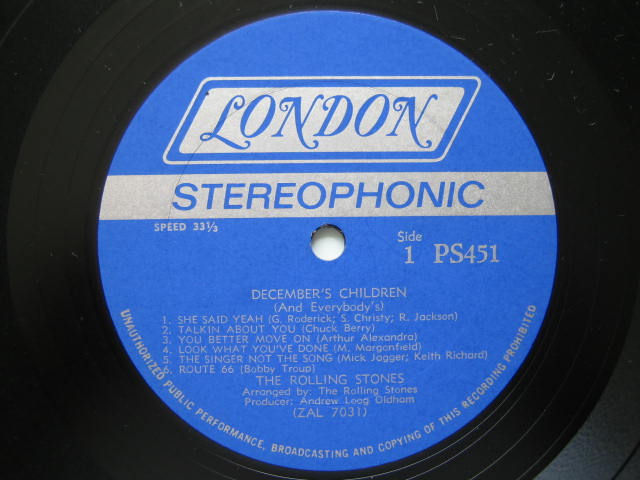 LONDON
STEREOPHONIC
SPEED 33⅓
Side
1 PS451
DECEMBER'S CHILDREN
(And Everybody's)
1. SHE SAID YEAH (G. Roderick; S. Christy; R. Jackson)
2. TALKIN ABOUT YOU (Chuck Berry)
3. YOU BETTER MOVE ON (Arthur Alexandra)
4. LOOK WHAT YOU'VE DONE (M. Marganfield)
5. THE SINGER NOT THE SONG (Mick Jagger; Keith Richard)
6. ROUTE 66 (Bobby Troup)
THE ROLLING STONES
Arranged by: The Rolling Stones
Producer: Andrew Loog Oldham
(ZAL 7031)
UNAUTHORIZED PUBLIC PERFORMANCE, BROADCASTING AND COPYING OF THIS RECORDING PROHIBITED